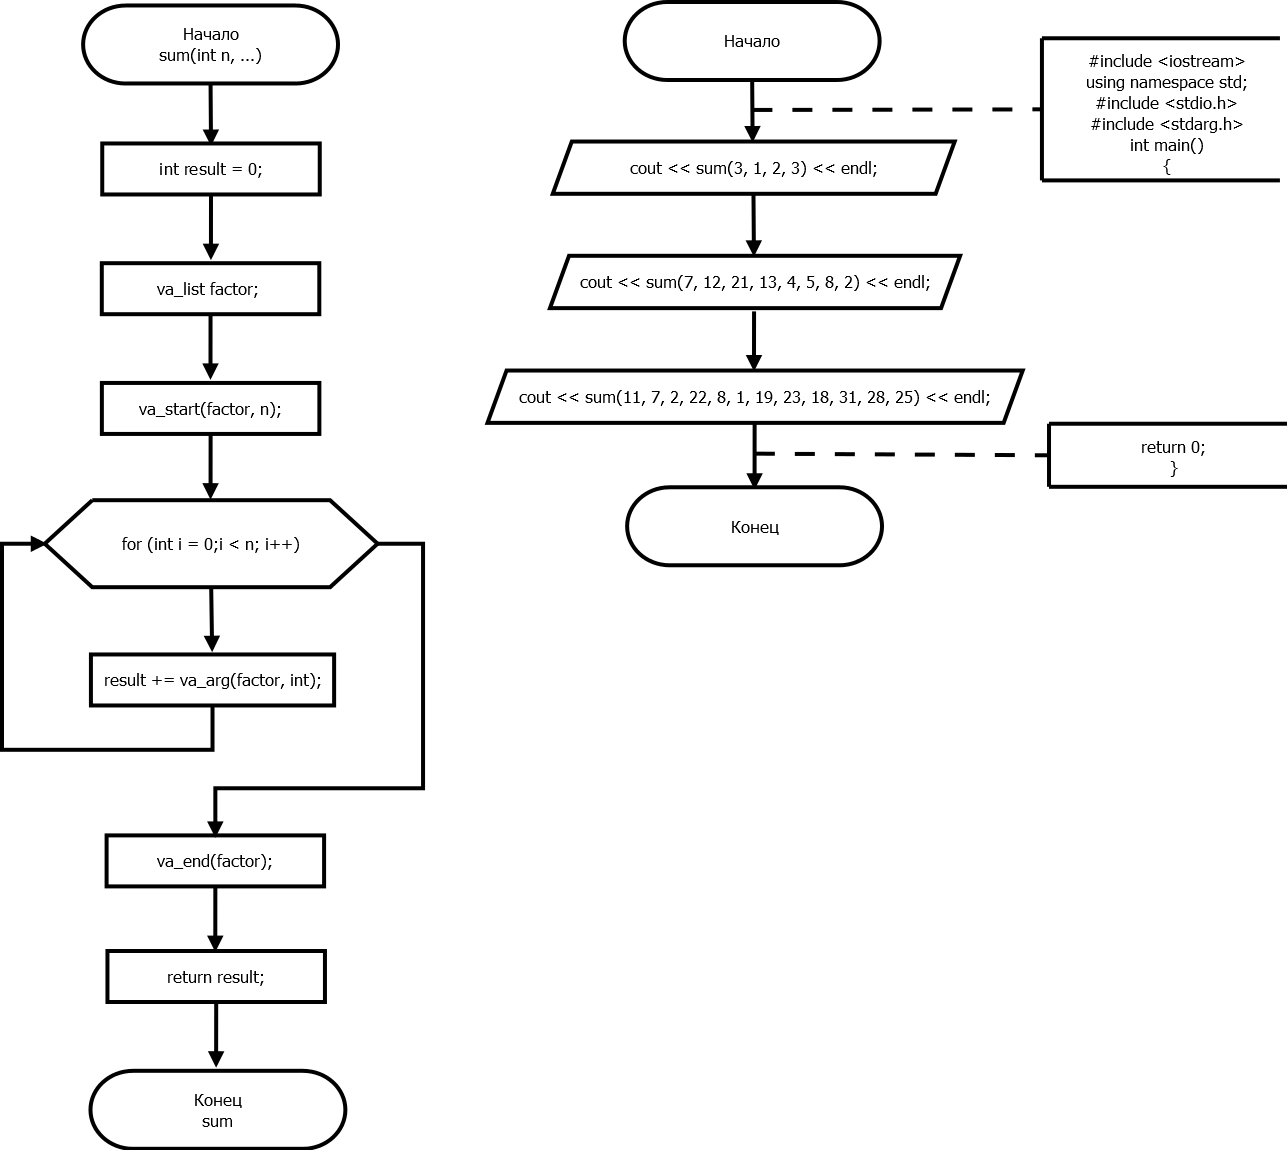 Начало
sum(int n, ...)
int result = 0;
va_list factor;
va_start(factor, n);
for (int i = 0;i < n; i++)
result += va_arg(factor, int);
va_end(factor);
return result;
Конец
sum
Начало
#include <iostream>
using namespace std;
#include <stdio.h>
#include <stdarg.h>
int main()
{
cout << sum(3, 1, 2, 3) << endl;
cout << sum(7, 12, 21, 13, 4, 5, 8, 2) << endl;
cout << sum(11, 7, 2, 22, 8, 1, 19, 23, 18, 31, 28, 25) << endl;
return 0;
}
Конец